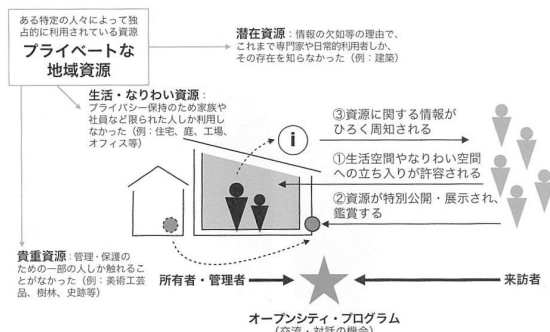 ある特定の人々によって独
占的に利用されている資源
プライベートな
地域資源
潜在資源：情報の欠如等の理由で、
これまで専門家や日常的利用者しか、
その存在を知らなかった（例：建築）
生活・なりわい資源：
プライバシー保持のため家族や
社員など限られた人しか利用し
なかった（例：住宅、庭、工場、
オフィス等）
i
③資源に関する情報が
ひろく周知される
①生活空間やなりわい空間
への立ち入りが許容される
②資源が特別公開・展示され、
鑑賞する
貴重資源：管理・保護の
ための一部の人しか触れるこ
とがなかった（例：美術工芸
品、樹林、史跡等）
所有者・管理者
来訪者
オープンシティ・プログラム
（交流・対話の機会）